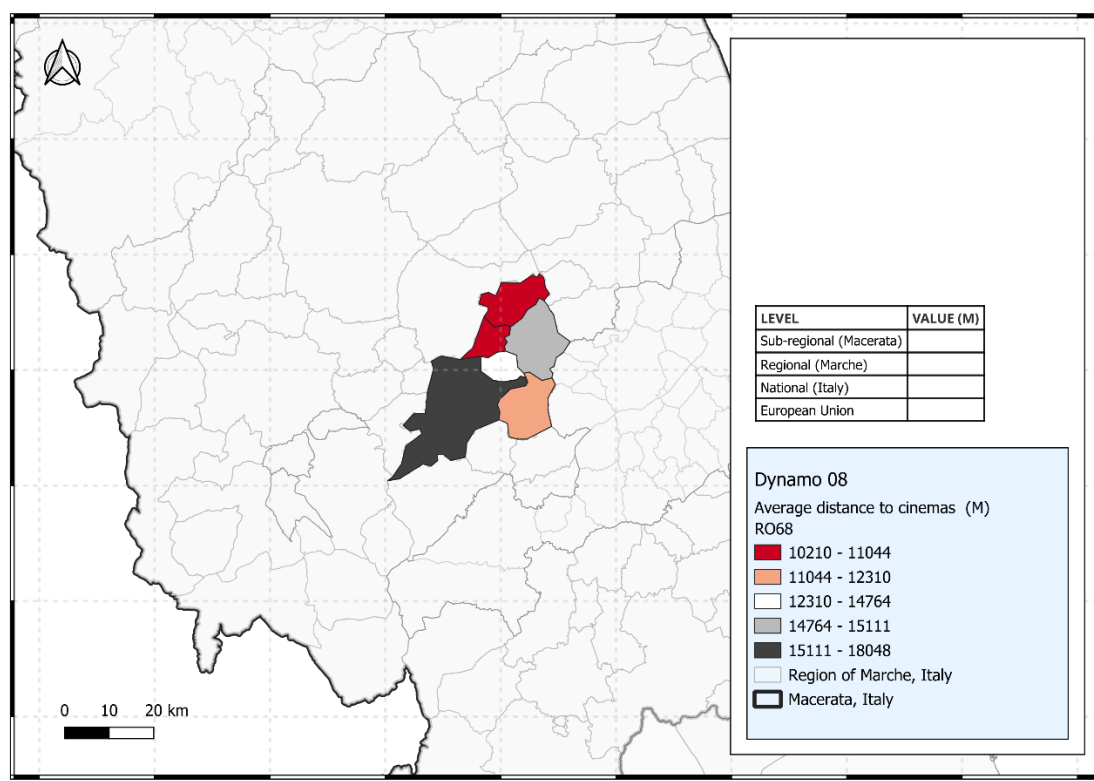 LEVEL VALUE (M)
Sub-regional (Macerata)
Regional (Marche)
National (Italy)
European Union
Dynamo 08
Average distance to cinemas (M)
RO68
10210 - 11044
11044 - 12310
12310 - 14764
14764 - 15111
15111 - 18048
Region of Marche, Italy
Macerata, Italy
0 10 20 km